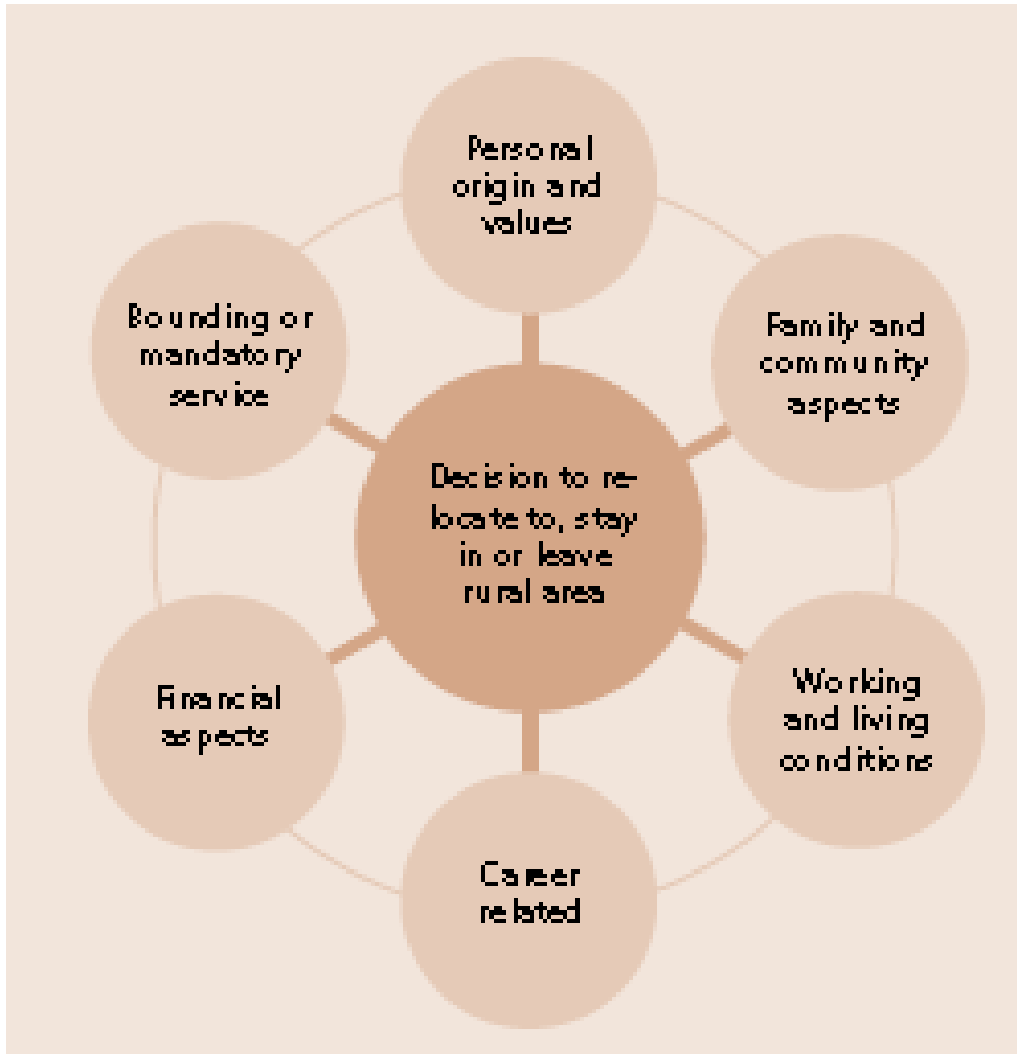 Personal
origin and
values
Family and
community
aspects
Working
and living
conditions
Career
related
Financial
aspects
Bounding or
mandatory
service
Decision to re-
locate to, stay
in or leave
rural area